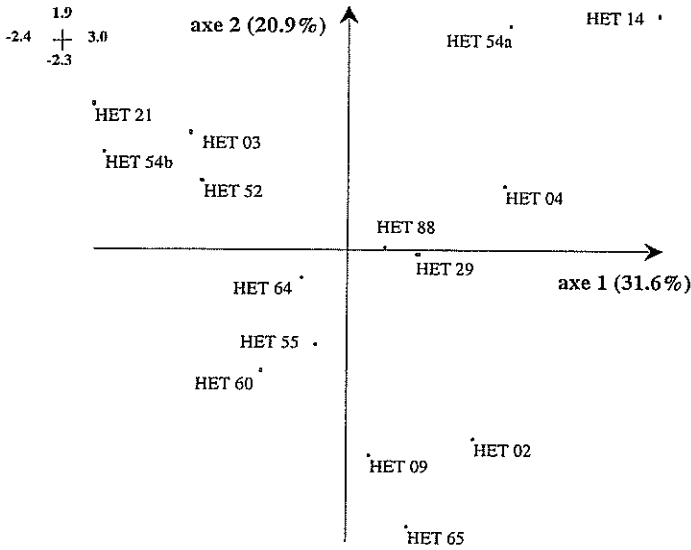 1.9
-2.4 3.0
-2.3
axe 2 (20.9%)
HET 14
HET 54a
HET 21
HET 03
HET 54b
HET 52
HET 04
HET 88
HET 29
axe 1 (31.6%)
HET 64
HET 55
HET 60
HET 02
HET 09
HET 65